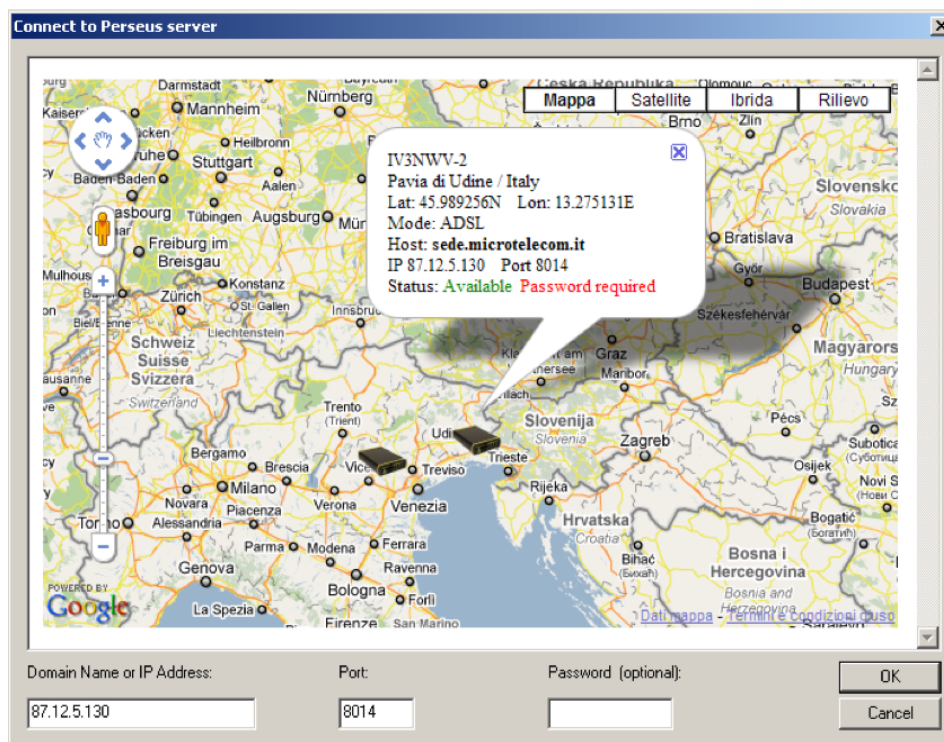 Connect to Perseus server
Darmstadt
Nürnberg
Mannheim
Heilbronn
Stuttgart
Aalen
Baden-Baden
Tübingen
Augsburg
Freiburg im
Breisgau
Konstanz
Zürich
St. Gallen
Liechtenstein
Schweiz
Suisse
Svizzera
Switzerland
Mappa
Satellite
Ibrida
Rilievo
Brno
Zlín
IV3NWV-2
Pavia di Udine / Italy
Lat: 45.989256N Lon: 13.275131E
Mode: ADSL
Host: sede.microtelecom.it
IP 87.12.5.130 Port 8014
Status: Available Password required
Slovakia
Bratislava
Győr
Budapest
Székesfehérvár
Graz
Maribor
Hungary
Trento
(Trient)
Slovenija
Slovenia
Zagreb
Pécs
Subotica
Osijek
Novi S
Bergamo
Brescia
Treviso
Trieste
Milano
Verona
Venezia
Rijeka
Novara
Piacenza
Alessandria
Hrvatska
Croatia
Bogatić
(Богатић)
Parma
Modena
Ferrara
Bihać
(Бихаћ)
Bosna i
Hercegovina
Bosnia and
Herzegovina
Genova
Ravenna
Bologna
Forlì
La Spezia
Firenze
San Marino
Sarajevo
POWERED BY
Google
Dati mappa - Termini e condizioni d'uso
Domain Name or IP Address:
Port:
Password (optional):
OK
87.12.5.130
8014
Cancel